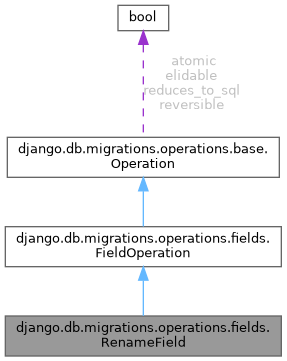 bool
atomic
elidable
reduces_to_sql
reversible
django.db.migrations.operations.base.
Operation
django.db.migrations.operations.fields.
FieldOperation
django.db.migrations.operations.fields.
RenameField